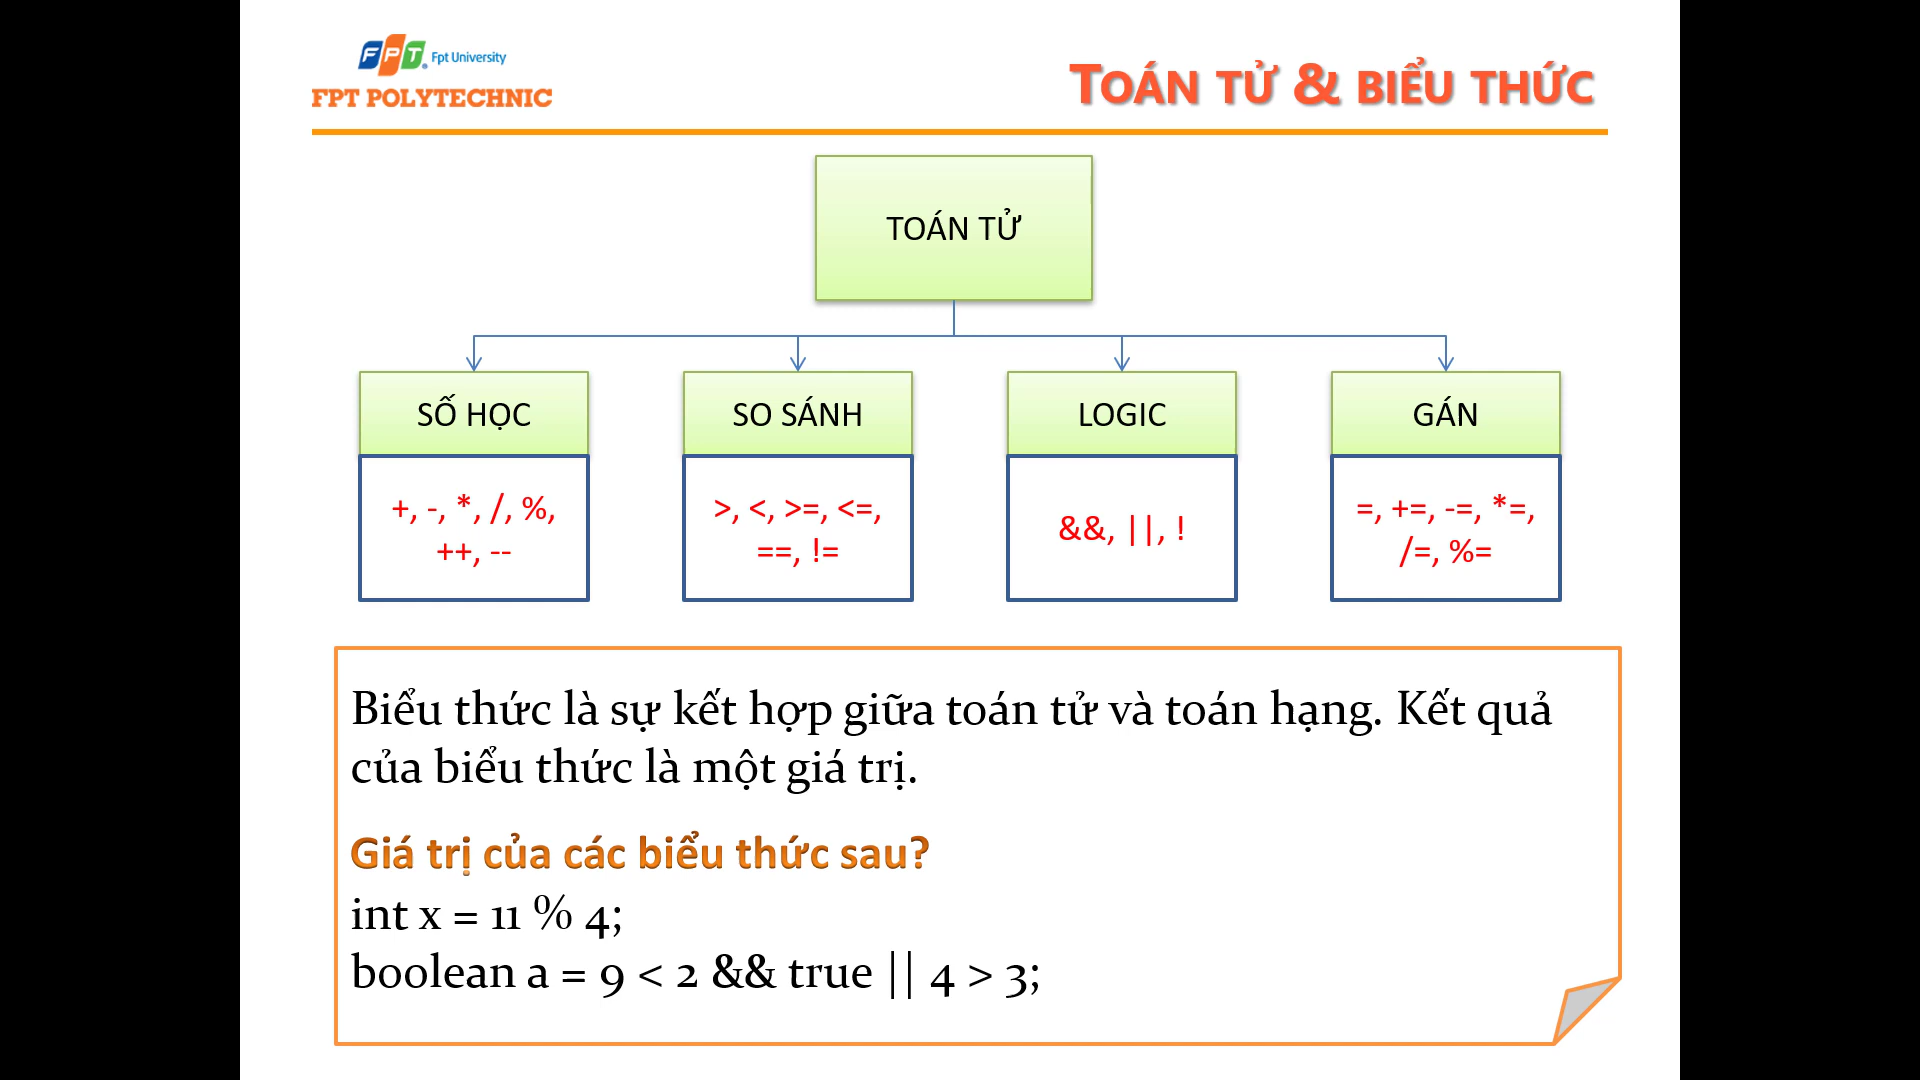 FPT. Fpt University
FPT POLYTECHNIC
TOÁN TỬ & BIỂU THỨC
TOÁN TỬ
SỐ HỌC
SO SÁNH
LOGIC
GÁN
+, -, *, /, %,
++, --
>, <, >=, <=,
==, !=
&&, ||, !
=, +=, -=, *=,
/=, %=
Biểu thức là sự kết hợp giữa toán tử và toán hạng. Kết quả
của biểu thức là một giá trị.
Giá trị của các biểu thức sau?
int x = 11 % 4;
boolean a = 9 < 2 && true || 4 > 3;